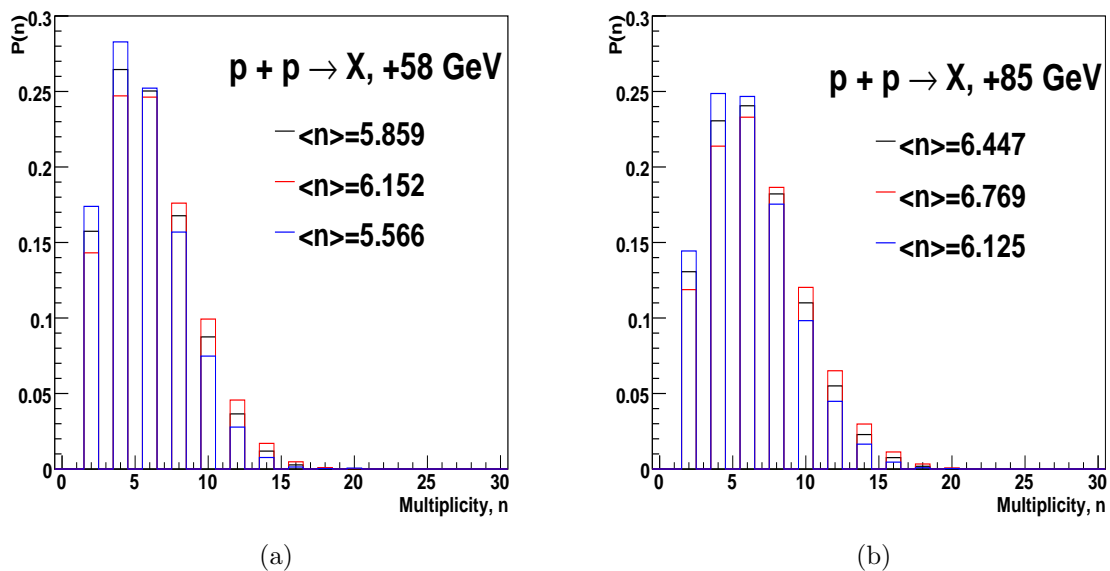 P(n)
0.3
0.25
0.2
0.15
0.1
0.05
0
p + p → X, +58 GeV
<n>=5.859
<n>=6.152
<n>=5.566
0 5 10 15 20 25 30
Multiplicity, n
(a)
P(n)
0.3
0.25
0.2
0.15
0.1
0.05
0
p + p → X, +85 GeV
<n>=6.447
<n>=6.769
<n>=6.125
0 5 10 15 20 25 30
Multiplicity, n
(b)